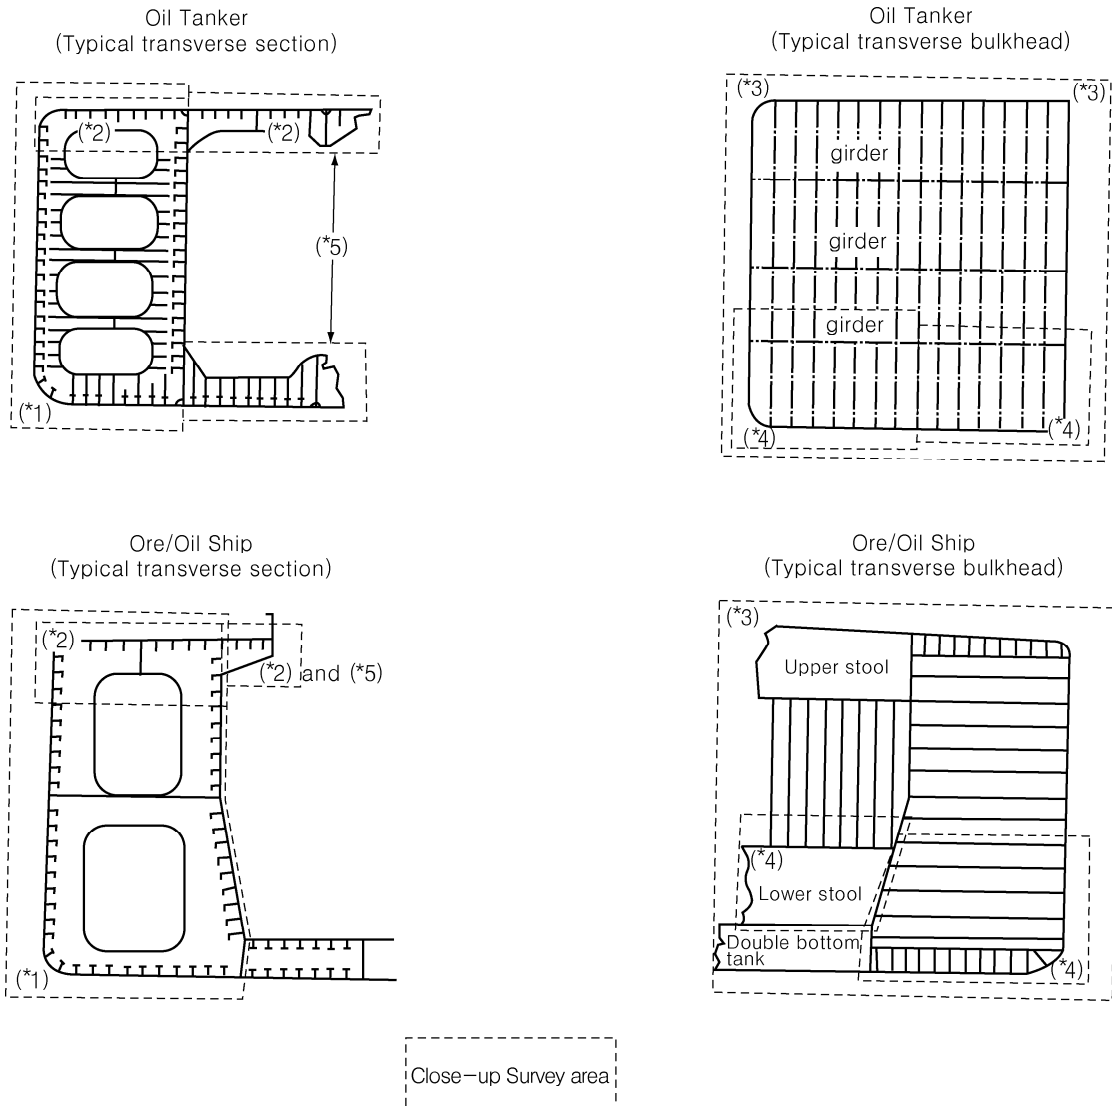 Oil Tanker
(Typical transverse section)
Oil Tanker
(Typical transverse bulkhead)
(*2)
(*2)
(*5)
(*1)
(*3)
(*3)
girder
girder
girder
(*4)
(*4)
Ore/Oil Ship
(Typical transverse section)
Ore/Oil Ship
(Typical transverse bulkhead)
(*2)
(*2) and (*5)
(*1)
(*3)
Upper stool
(*4)
Lower stool
Double bottom
tank
(*4)
Close-up Survey area